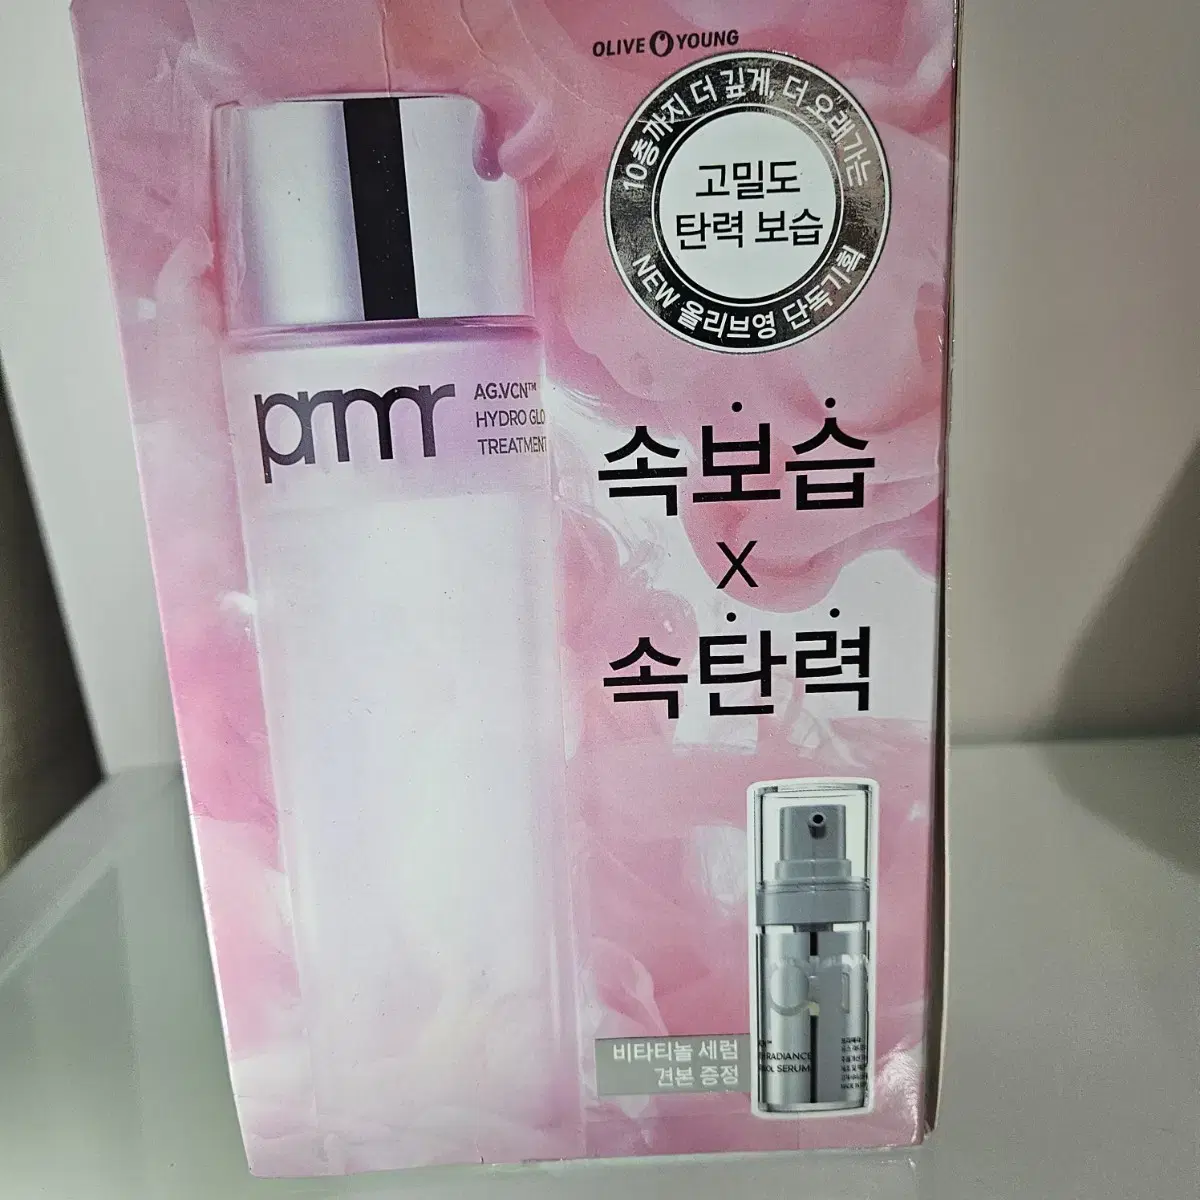 OLIVE YOUNG
10층까지 더 깊게, 더 오래가는
고밀도
탄력 보습
NEW 올리브영 단독기획
prmr
AG.VCN™
HYDRO GLO
TREATMENT
속보습
x
속탄력
비타티놀 세럼
견본 증정
RADIANCE
SERUM